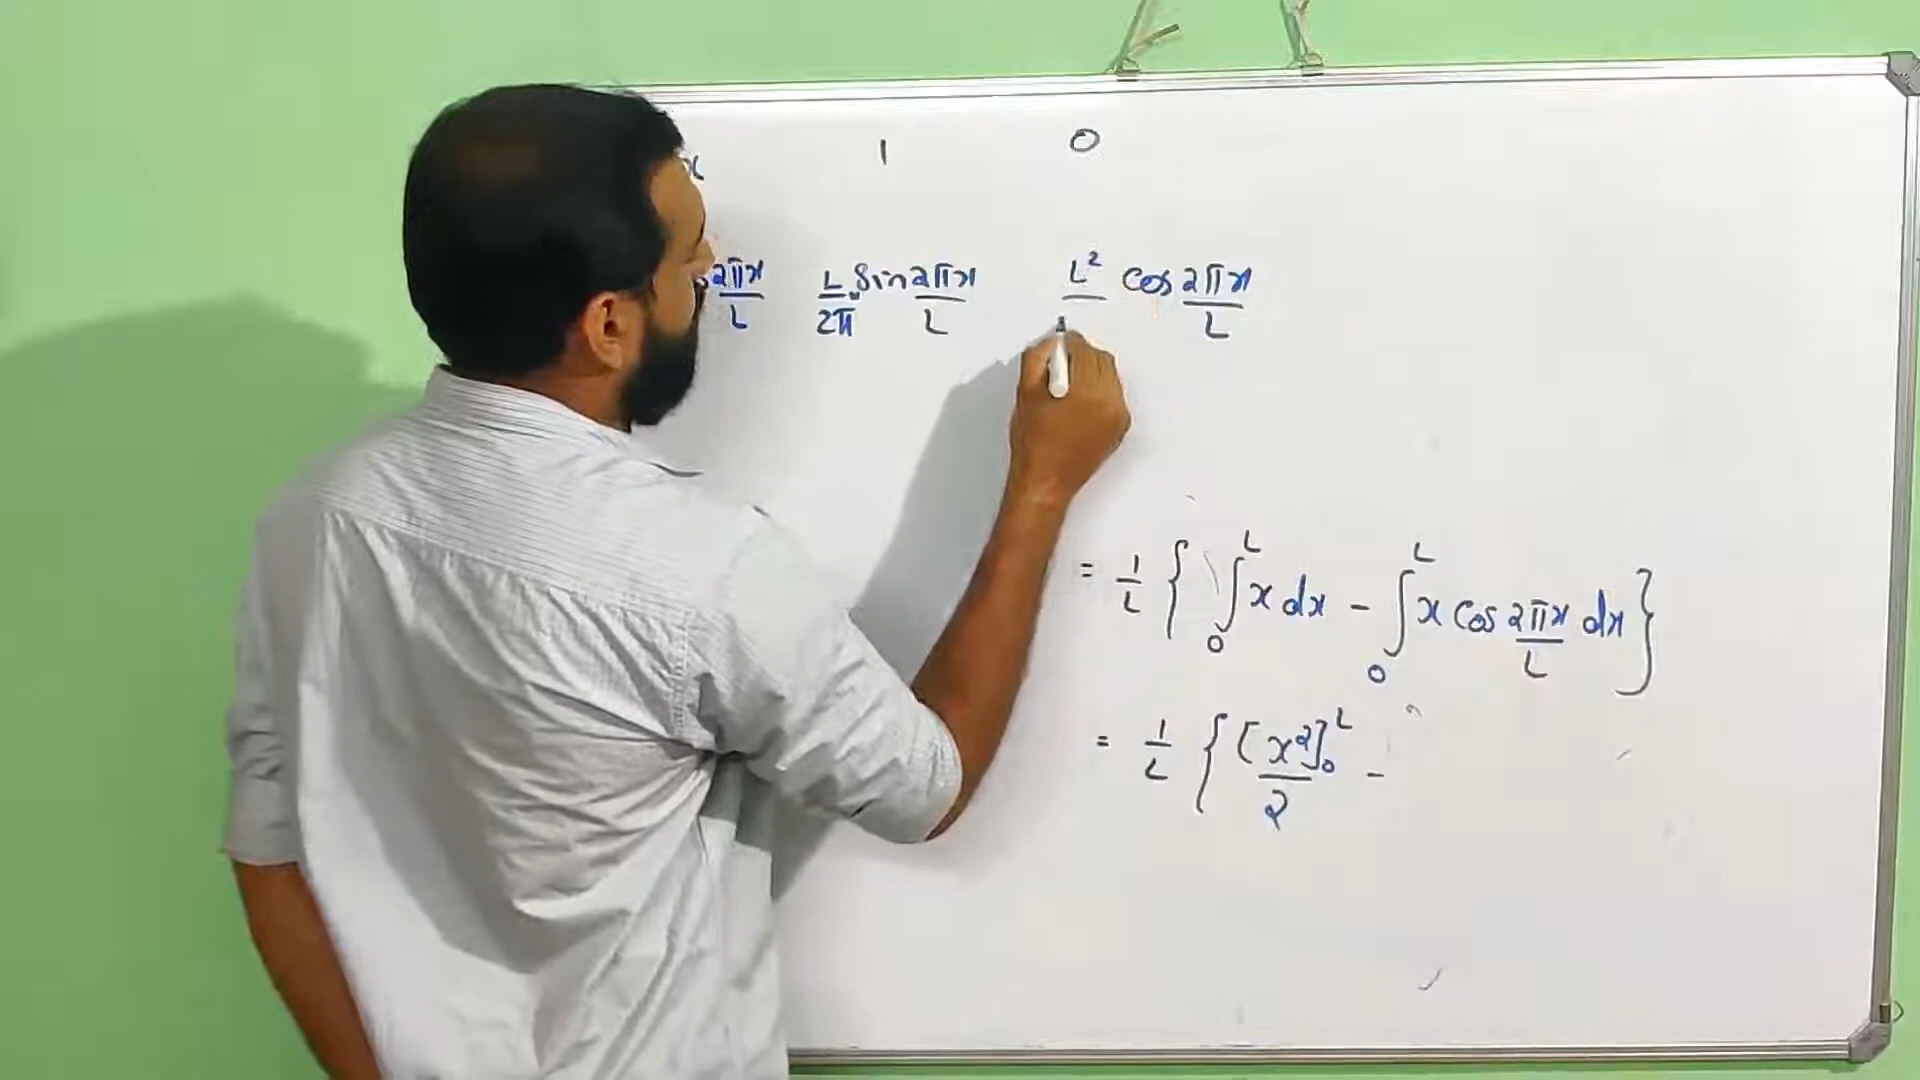 x 1 0
s 2πx/L L/2π sin 2πx/L L²/ cos 2πx/L
= 1/L { ∫₀ᴸ x dx - ∫₀ᴸ x cos 2πx/L dx }
= 1/L { [x²/2]₀ᴸ -